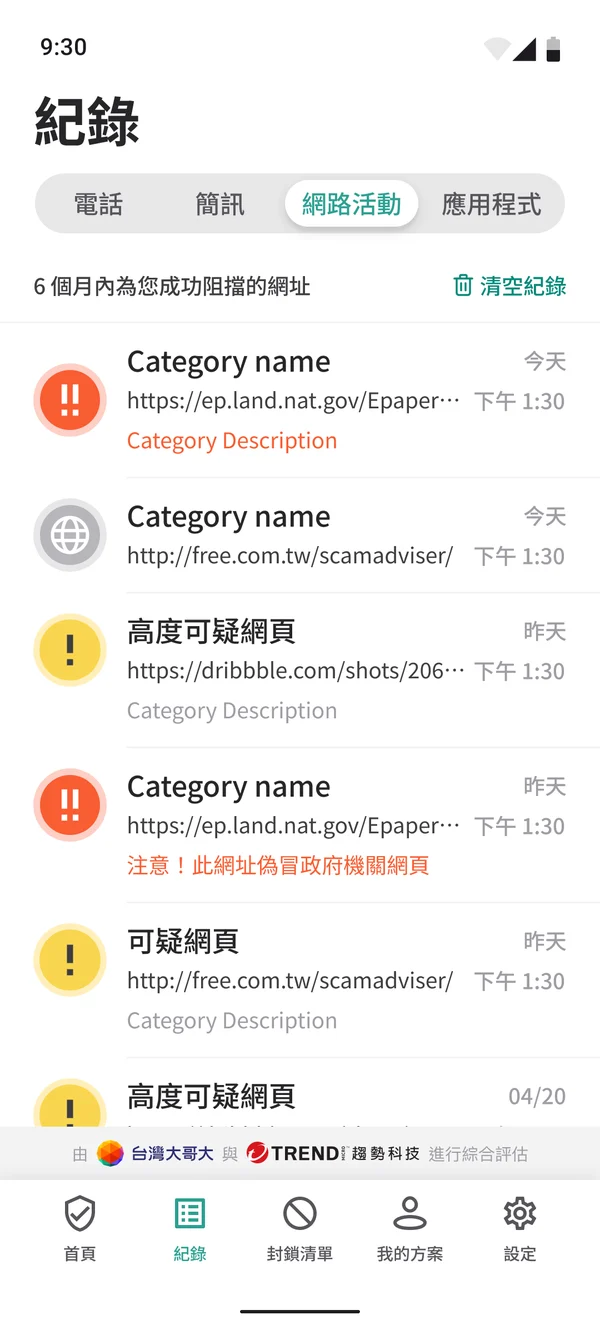 9:30
紀錄
電話 簡訊 網路活動 應用程式
6 個月內為您成功阻擋的網址 清空紀錄
Category name 今天
https://ep.land.nat.gov/Epaper⋯ 下午 1:30
Category Description
Category name 今天
http://free.com.tw/scamadviser/ 下午 1:30
高度可疑網頁 昨天
https://dribbble.com/shots/206⋯ 下午 1:30
Category Description
Category name 昨天
https://ep.land.nat.gov/Epaper⋯ 下午 1:30
注意！此網址偽冒政府機關網頁
可疑網頁 昨天
http://free.com.tw/scamadviser/ 下午 1:30
Category Description
高度可疑網頁 04/20
由 台灣大哥大 與 TREND 趨勢科技 進行綜合評估
首頁 紀錄 封鎖清單 我的方案 設定